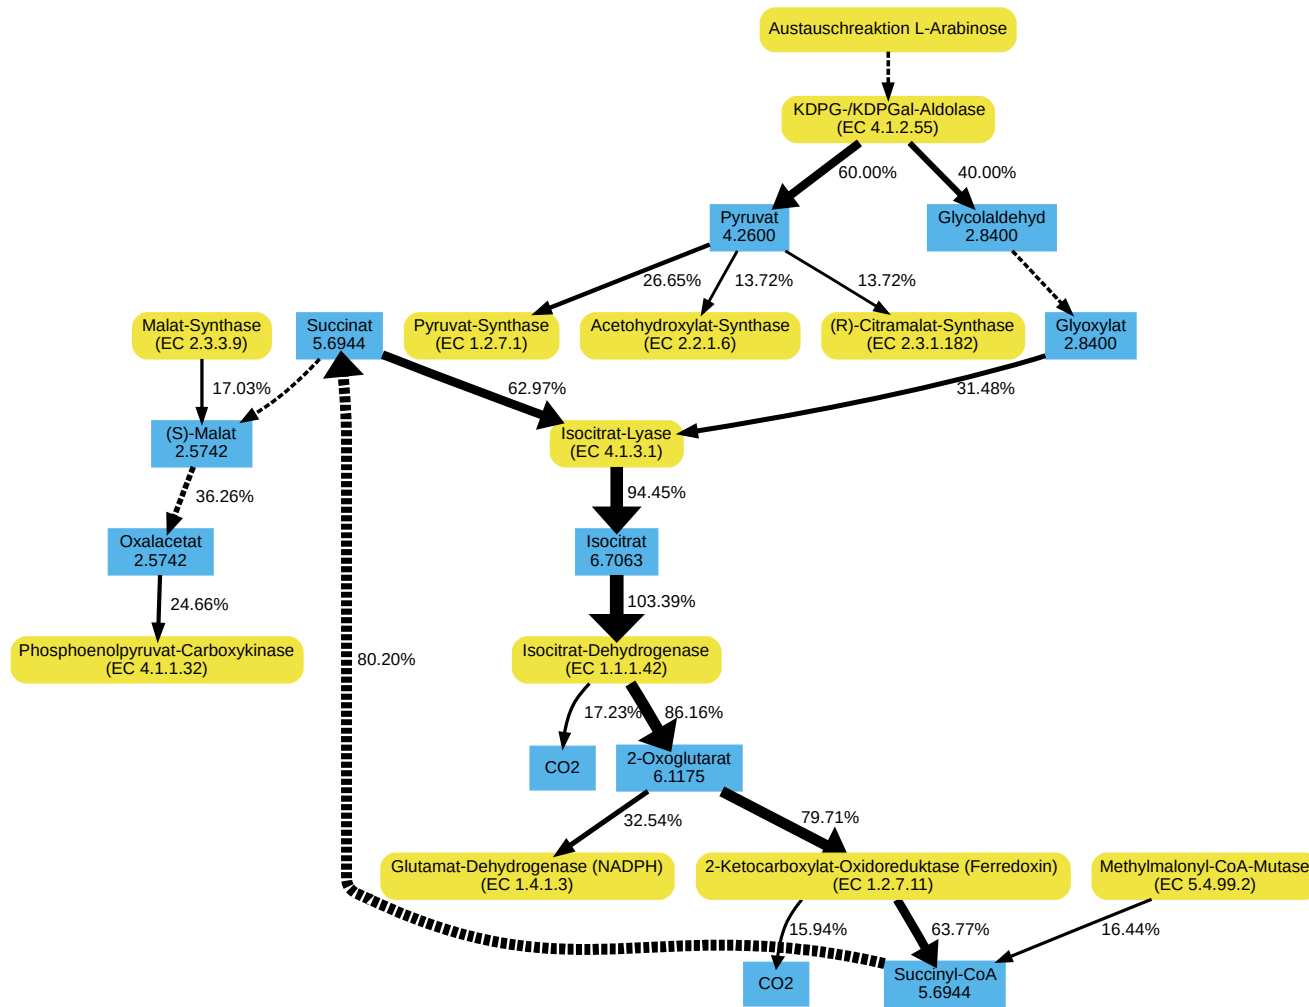 Austauschreaktion L-Arabinose
KDPG-/KDPGal-Aldolase
(EC 4.1.2.55)
60.00%
40.00%
Pyruvat
4.2600
Glycolaldehyd
2.8400
26.65%
13.72%
13.72%
Malat-Synthase
(EC 2.3.3.9)
Succinat
5.6944
Pyruvat-Synthase
(EC 1.2.7.1)
Acetohydroxylat-Synthase
(EC 2.2.1.6)
(R)-Citramalat-Synthase
(EC 2.3.1.182)
Glyoxylat
2.8400
17.03%
62.97%
31.48%
(S)-Malat
2.5742
Isocitrat-Lyase
(EC 4.1.3.1)
36.26%
94.45%
Oxalacetat
2.5742
Isocitrat
6.7063
24.66%
103.39%
Phosphoenolpyruvat-Carboxykinase
(EC 4.1.1.32)
80.20%
Isocitrat-Dehydrogenase
(EC 1.1.1.42)
17.23%
86.16%
CO2
2-Oxoglutarat
6.1175
32.54%
79.71%
Glutamat-Dehydrogenase (NADPH)
(EC 1.4.1.3)
2-Ketocarboxylat-Oxidoreduktase (Ferredoxin)
(EC 1.2.7.11)
Methylmalonyl-CoA-Mutase
(EC 5.4.99.2)
15.94%
63.77%
16.44%
CO2
Succinyl-CoA
5.6944